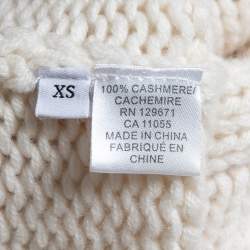 XS
100% CASHMERE/
CACHEMIRE
RN 129671
CA 11055
MADE IN CHINA
FABRIQUÉ EN
CHINE